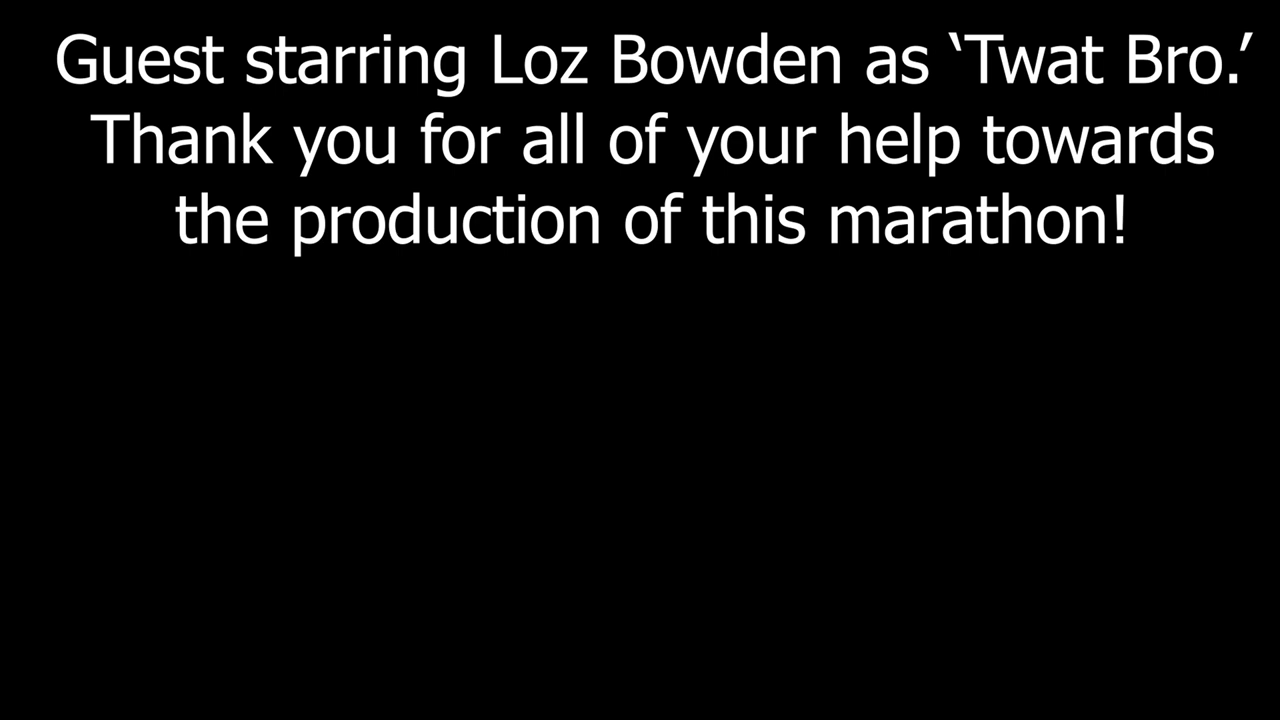 Guest starring Loz Bowden as ‘Twat Bro.’
Thank you for all of your help towards
the production of this marathon!